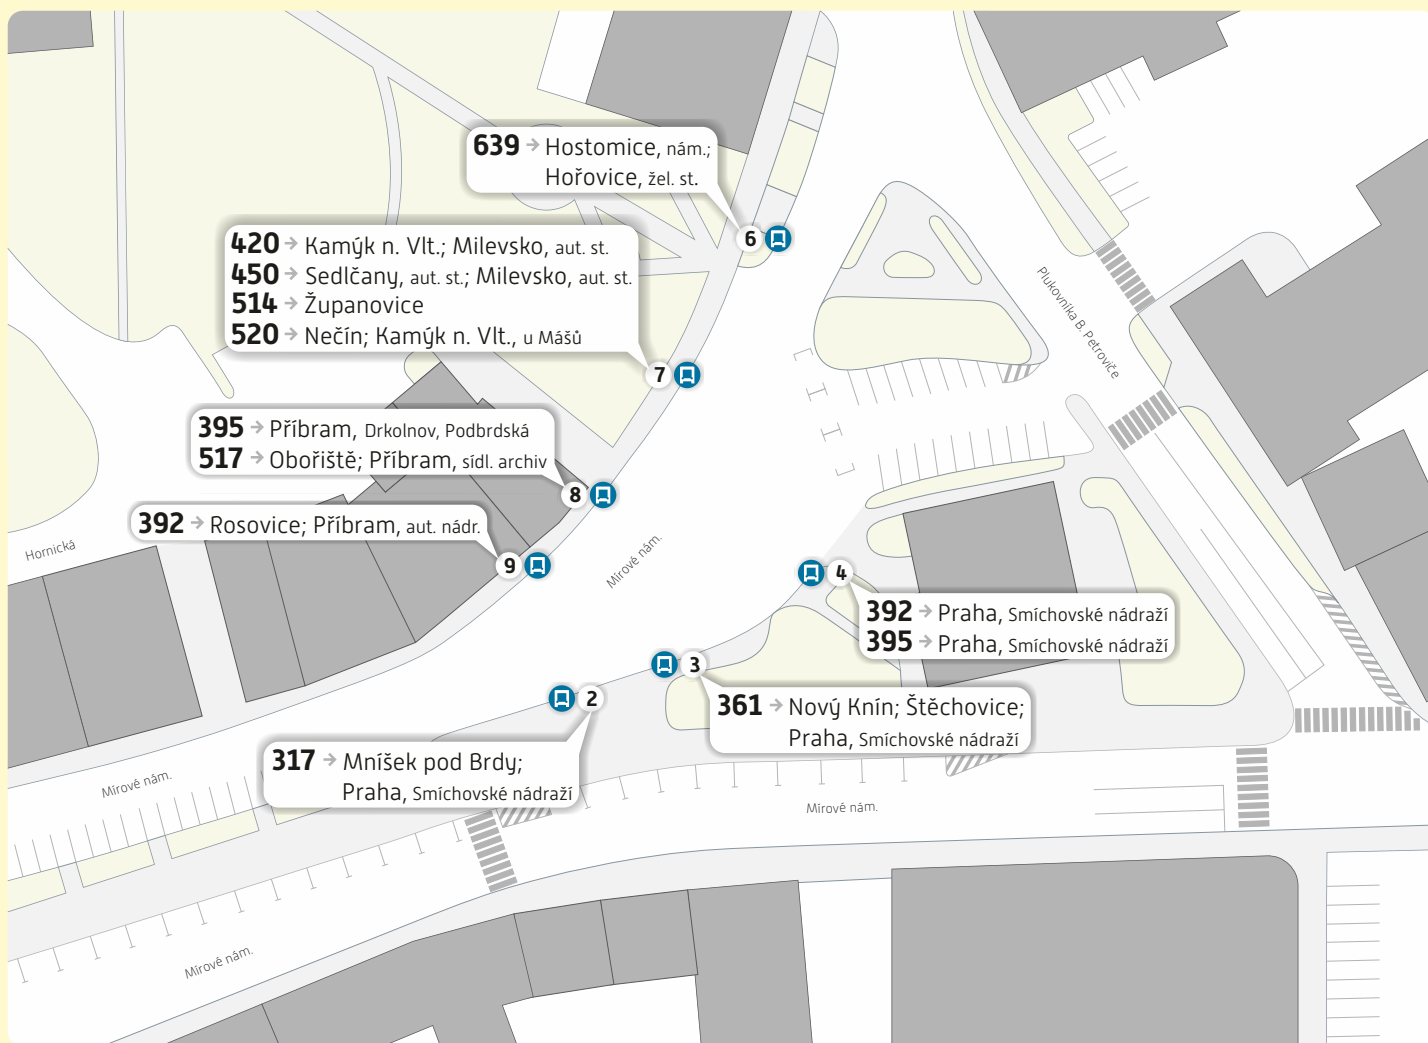 639 → Hostomice, nám.;
Hořovice, žel. st.
6
420 → Kamýk n. Vlt.; Milevsko, aut. st.
450 → Sedlčany, aut. st.; Milevsko, aut. st.
514 → Županovice
520 → Nečín; Kamýk n. Vlt., u Mášů
7
Plukovníka B. Petroviče
395 → Příbram, Drkolnov, Podbrdská
517 → Obořiště; Příbram, sídl. archiv
8
392 → Rosovice; Příbram, aut. nádr.
9
Hornická
Mírové nám.
4
392 → Praha, Smíchovské nádraží
395 → Praha, Smíchovské nádraží
3
361 → Nový Knín; Štěchovice;
Praha, Smíchovské nádraží
2
317 → Mníšek pod Brdy;
Praha, Smíchovské nádraží
Mírové nám.
Mírové nám.
Mírové nám.